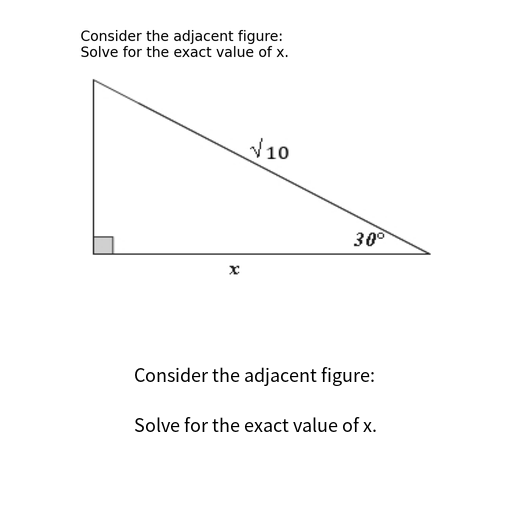 Consider the adjacent figure:
Solve for the exact value of x.
√10
30°
x
Consider the adjacent figure:
Solve for the exact value of x.